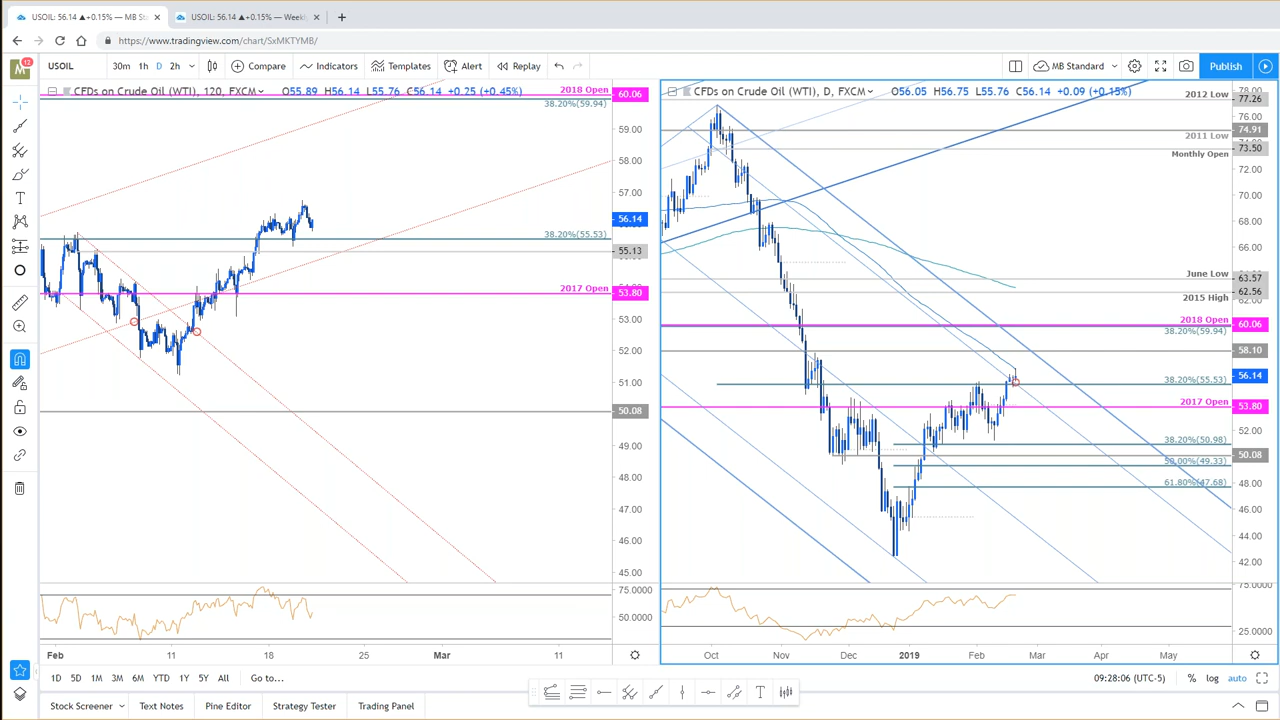 USOIL: 56.14 ▲+0.15% — MB St
USOIL: 56.14 ▲+0.15% — Weekly
https://www.tradingview.com/chart/SxMKTYMB/
M 12
USOIL 30m 1h D 2h Compare Indicators Templates Alert Replay MB Standard Publish
CFDs on Crude Oil (WTI), 120, FXCM O55.89 H56.14 L55.76 C56.14 +0.25 (+0.45%)
2018 Open 60.06
38.20%(59.94)
59.00
58.00
57.00
56.14
38.20%(55.53)
55.13
2017 Open 53.80
53.00
52.00
51.00
50.08
49.00
48.00
47.00
46.00
45.00
75.0000
50.0000
Feb 11 18 25 Mar 11
CFDs on Crude Oil (WTI), D, FXCM O56.05 H56.75 L55.76 C56.14 +0.09 (+0.15%)
2012 Low 77.26
76.00
74.91
2011 Low
73.50
Monthly Open
72.00
70.00
68.00
66.00
June Low 63.57
62.56
2015 High
62.00
2018 Open 60.06
38.20%(59.94)
58.10
56.14
38.20%(55.53)
2017 Open 53.80
52.00
38.20%(50.98)
50.08
50.00%(49.33)
48.00
61.80%(47.68)
46.00
44.00
42.00
75.0000
25.0000
Oct Nov Dec 2019 Feb Mar Apr May
1D 5D 1M 3M 6M YTD 1Y 5Y All Go to... 09:28:06 (UTC-5) % log auto
Stock Screener Text Notes Pine Editor Strategy Tester Trading Panel